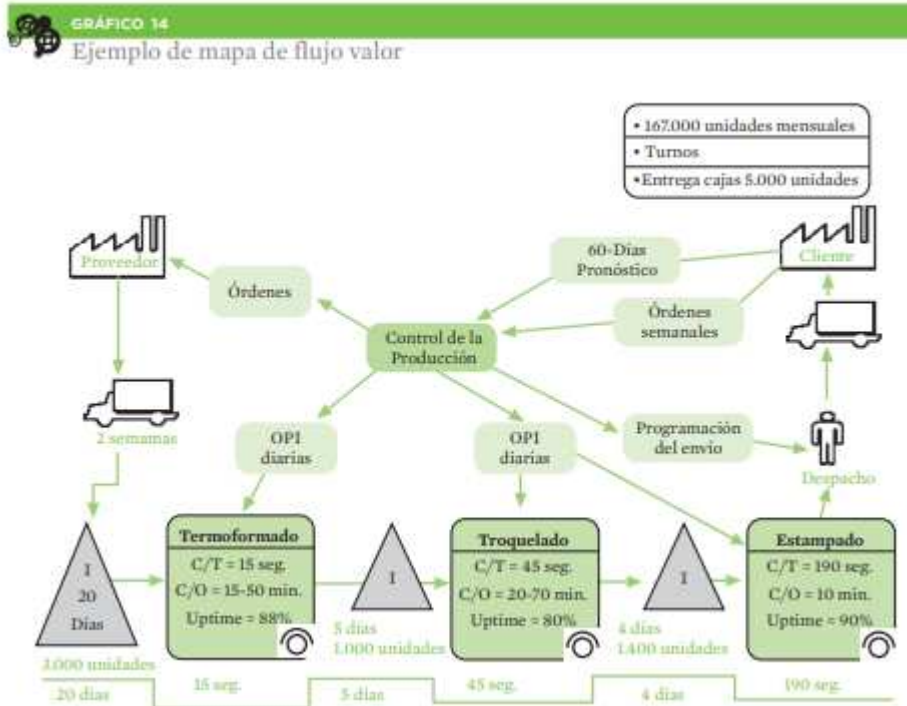 GRÁFICO 14
Ejemplo de mapa de flujo valor
• 167.000 unidades mensuales
• Turnos
•Entrega cajas 5.000 unidades
Proveedor
Órdenes
60-Días
Pronóstico
Cliente
Órdenes
semanales
Control de la
Producción
2 semamas
OPI
diarias
OPI
diarias
Programación
del envío
Despacho
I
20
Días
Termoformado
C/T = 15 seg.
C/O = 15-50 min.
Uptime = 88%
I
Troquelado
C/T = 45 seg.
C/O = 20-70 min.
Uptime = 80%
I
Estampado
C/T = 190 seg.
C/O = 10 min.
Uptime = 90%
5 días
1.000 unidades
4 días
1.400 unidades
3.000 unidades
20 días
15 seg.
5 días
45 seg.
4 días
190 seg.